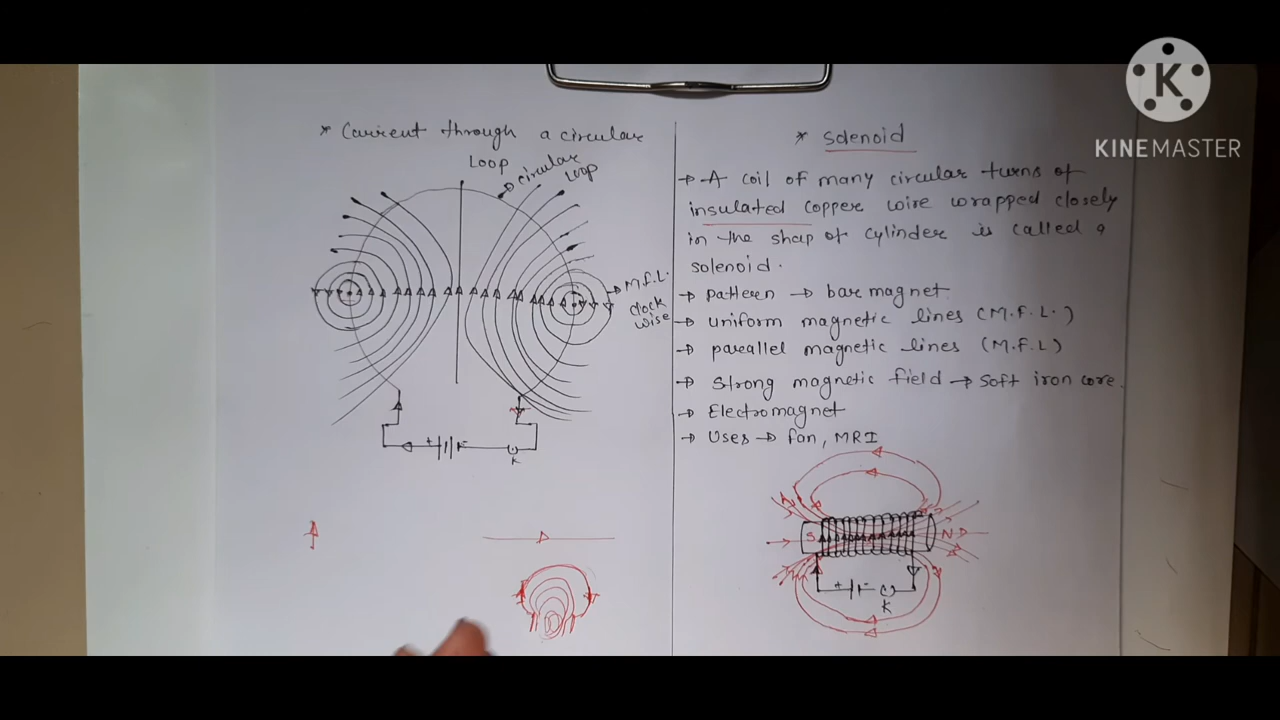 * Current through a circular
Loop
circular
Loop
M.F.L.
clock
wise
+ -
K
* Solenoid
→ A coil of many circular turns of
insulated copper wire wrapped closely
in the shap of cylinder is called a
solenoid.
→ patteen → bar magnet
→ uniform magnetic lines (M.F.L.)
→ parallel magnetic lines (M.F.L)
→ Strong magnetic field → Soft iron core.
→ Electromagnet
→ Uses → fan, MRI
S N
+ -
K
K
KINEMASTER